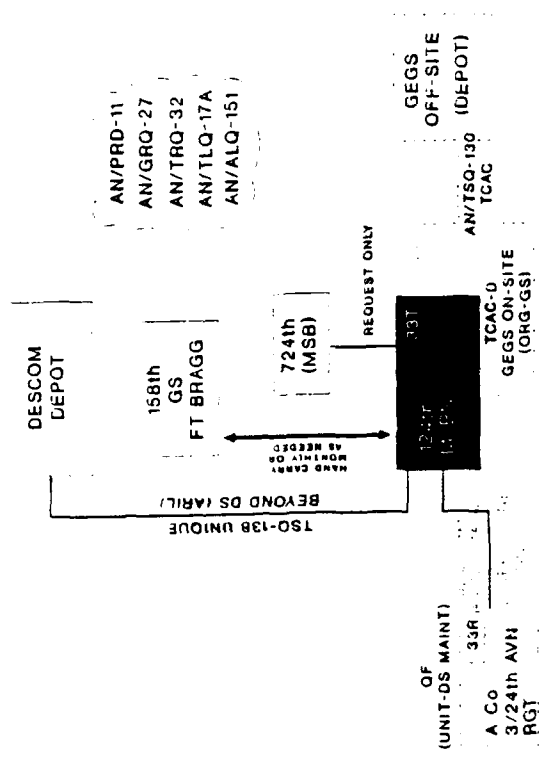 DESCOM
DEPOT
158th
GS
FT BRAGG
724th
(MSB)
AN/PRD-11
AN/GRQ-27
AN/TRQ-32
AN/TLQ-17A
AN/ALQ-151
TSQ-138 UNIQUE
BEYOND DS (ARIL)
HAND CARRY
MONTHLY OR
AS NEEDED
REQUEST ONLY
33T
QF
(UNIT-DS MAINT)
33R
A Co
3/24th AVN
RGT
TCAC-D
GEGS ON-SITE
(ORG-GS)
AN/TSQ-130
TCAC
GEGS
OFF-SITE
(DEPOT)